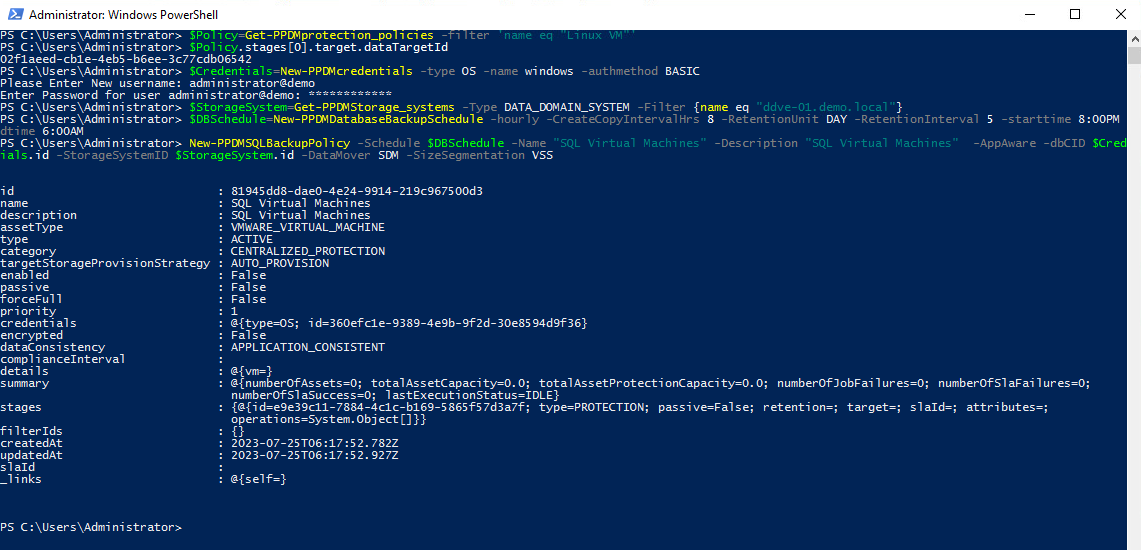 Administrator: Windows PowerShell
PS C:\Users\Administrator> $Policy=Get-PPDMprotection_policies -filter 'name eq "Linux VM"'
PS C:\Users\Administrator> $Policy.stages[0].target.dataTargetId
02f1aeed-cb1e-4eb5-b6ee-3c77cdb06542
PS C:\Users\Administrator> $Credentials=New-PPDMcredentials -type OS -name windows -authmethod BASIC
Please Enter New username: administrator@demo
Enter Password for user administrator@demo: ************
PS C:\Users\Administrator> $StorageSystem=Get-PPDMStorage_systems -Type DATA_DOMAIN_SYSTEM -Filter {name eq "ddve-01.demo.local"}
PS C:\Users\Administrator> $DBSchedule=New-PPDMDatabaseBackupSchedule -hourly -CreateCopyIntervalHrs 8 -RetentionUnit DAY -RetentionInterval 5 -starttime 8:00PM
dtime 6:00AM
PS C:\Users\Administrator> New-PPDMSQLBackupPolicy -Schedule $DBSchedule -Name "SQL Virtual Machines" -Description "SQL Virtual Machines"  -AppAware -dbCID $Cred
ials.id -StorageSystemID $StorageSystem.id -DataMover SDM -SizeSegmentation VSS
id : 81945dd8-dae0-4e24-9914-219c967500d3
name : SQL Virtual Machines
description : SQL Virtual Machines
assetType : VMWARE_VIRTUAL_MACHINE
type : ACTIVE
category : CENTRALIZED_PROTECTION
targetStorageProvisionStrategy : AUTO_PROVISION
enabled : False
passive : False
forceFull : False
priority : 1
credentials : @{type=OS; id=360efc1e-9389-4e9b-9f2d-30e8594d9f36}
encrypted : False
dataConsistency : APPLICATION_CONSISTENT
complianceInterval :
details : @{vm=}
summary : @{numberOfAssets=0; totalAssetCapacity=0.0; totalAssetProtectionCapacity=0.0; numberOfJobFailures=0; numberOfSlaFailures=0;
numberOfSlaSuccess=0; lastExecutionStatus=IDLE}
stages : {@{id=e9e39c11-7884-4c1c-b169-5865f57d3a7f; type=PROTECTION; passive=False; retention=; target=; slaId=; attributes=;
operations=System.Object[]}}
filterIds : {}
createdAt : 2023-07-25T06:17:52.782Z
updatedAt : 2023-07-25T06:17:52.927Z
slaId :
_links : @{self=}
PS C:\Users\Administrator>